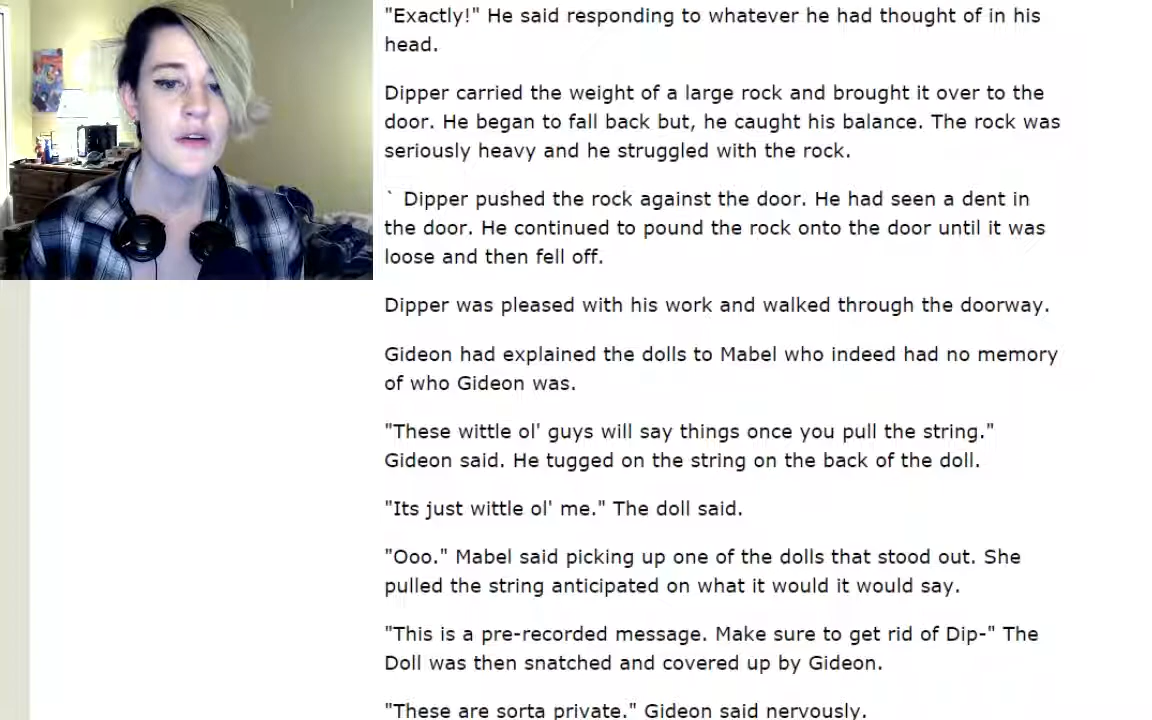 "Exactly!" He said responding to whatever he had thought of in his
head.
Dipper carried the weight of a large rock and brought it over to the
door. He began to fall back but, he caught his balance. The rock was
seriously heavy and he struggled with the rock.
` Dipper pushed the rock against the door. He had seen a dent in
the door. He continued to pound the rock onto the door until it was
loose and then fell off.
Dipper was pleased with his work and walked through the doorway.
Gideon had explained the dolls to Mabel who indeed had no memory
of who Gideon was.
"These wittle ol' guys will say things once you pull the string."
Gideon said. He tugged on the string on the back of the doll.
"Its just wittle ol' me." The doll said.
"Ooo." Mabel said picking up one of the dolls that stood out. She
pulled the string anticipated on what it would it would say.
"This is a pre-recorded message. Make sure to get rid of Dip-" The
Doll was then snatched and covered up by Gideon.
"These are sorta private." Gideon said nervously.